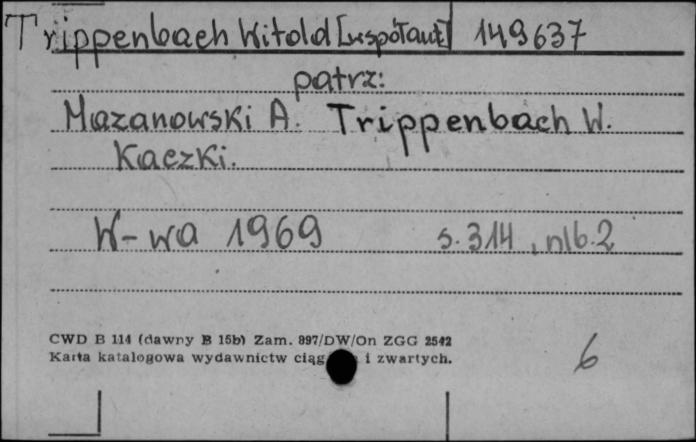 Trippenbach Witold [współaut] 149637
patrz:
Mazanowski A. Trippenbach W.
Kaczki.
W-wa 1969 s. 314, nlb. 2
CWD B 114 (dawny B 15b) Zam. 897/DW/On ZGG 2542
Karta katalogowa wydawnictw ciąg i zwartych.
6